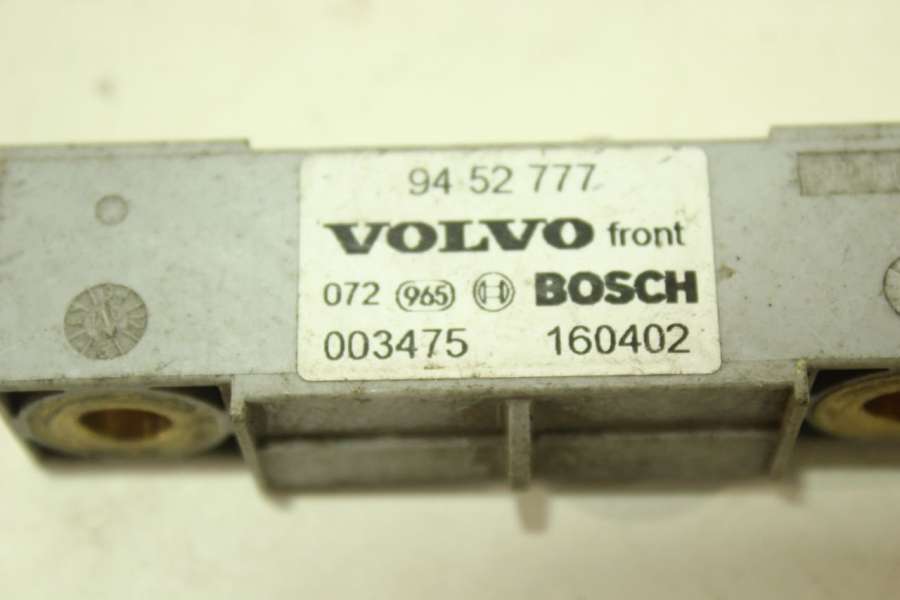 94 52 777
VOLVO front
072 965 BOSCH
003475 160402